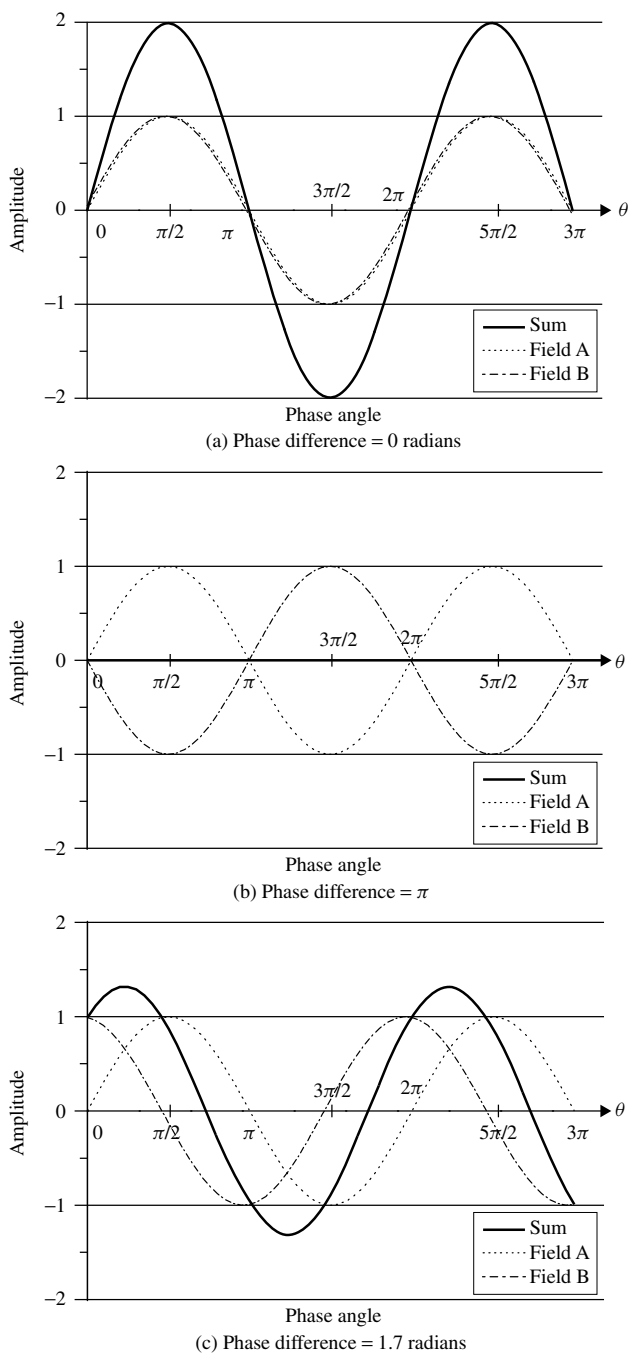 2
1
Amplitude
3π/2
2π
0
θ
0
π/2
π
5π/2
3π
−1
Sum
Field A
Field B
−2
Phase angle
(a) Phase difference = 0 radians
2
1
Amplitude
3π/2
2π
0
θ
0
π/2
π
5π/2
3π
−1
Sum
Field A
Field B
−2
Phase angle
(b) Phase difference = π
2
1
Amplitude
3π/2
2π
0
θ
0
π/2
π
5π/2
3π
−1
Sum
Field A
Field B
−2
Phase angle
(c) Phase difference = 1.7 radians